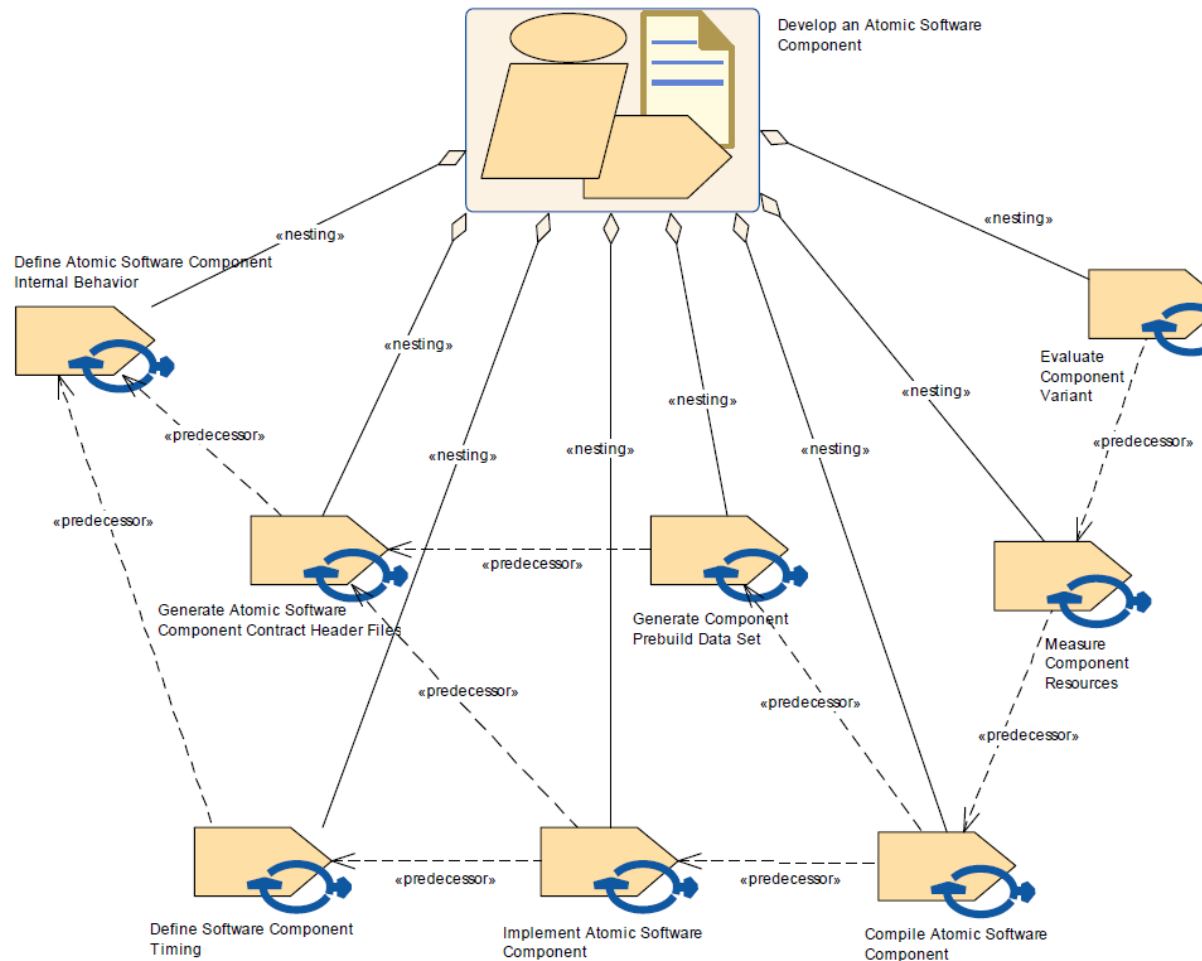 Develop an Atomic Software
Component
«nesting»
«nesting»
Define Atomic Software Component
Internal Behavior
«nesting»
«nesting»
Evaluate
Component
Variant
«nesting»
«nesting»
«predecessor»
«predecessor»
«nesting»
«nesting»
«nesting»
«predecessor»
«predecessor»
Generate Atomic Software
Component Contract Header Files
Generate Component
Prebuild Data Set
Measure
Component
Resources
«predecessor»
«predecessor»
«predecessor»
«predecessor»
«predecessor»
Define Software Component
Timing
Implement Atomic Software
Component
Compile Atomic Software
Component